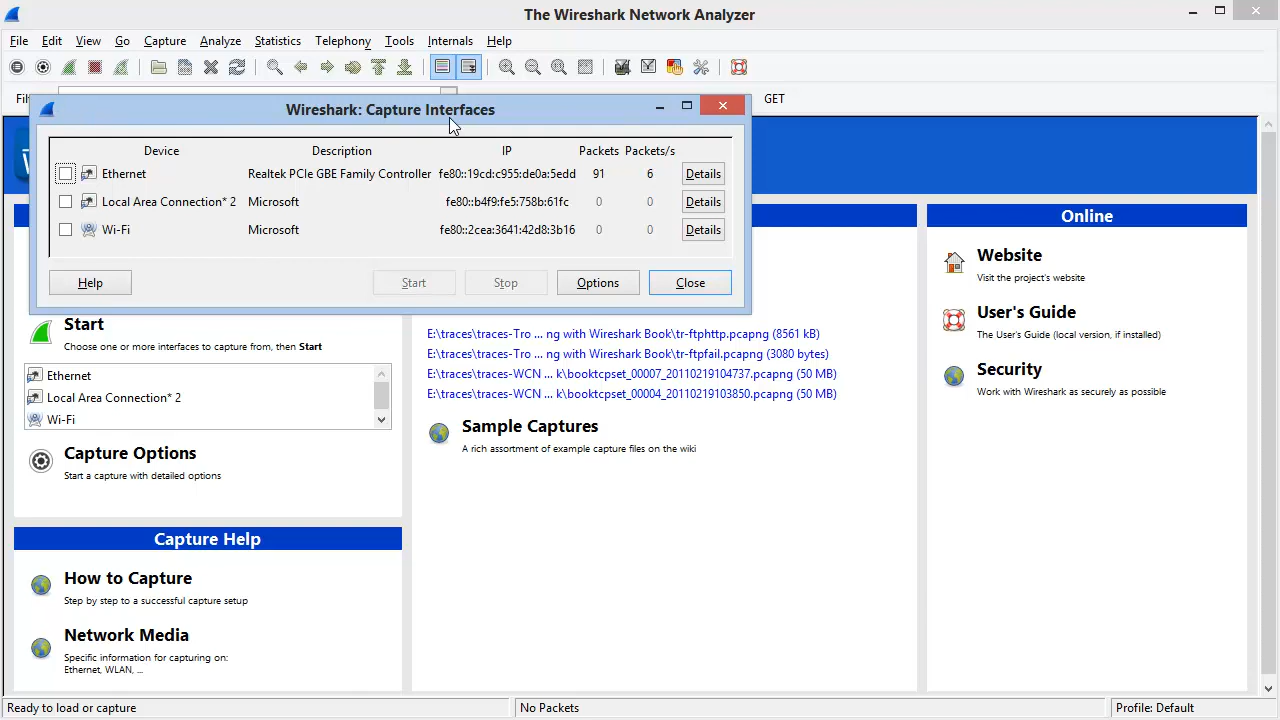 The Wireshark Network Analyzer
File Edit View Go Capture Analyze Statistics Telephony Tools Internals Help
GET
Wireshark: Capture Interfaces
Device Description IP Packets Packets/s
Ethernet Realtek PCIe GBE Family Controller fe80::19cd:c955:de0a:5edd 91 6 Details
Local Area Connection* 2 Microsoft fe80::b4f9:fe5:758b:61fc 0 0 Details
Wi-Fi Microsoft fe80::2cea:3641:42d8:3b16 0 0 Details
Help Start Stop Options Close
Start
Choose one or more interfaces to capture from, then Start
Ethernet
Local Area Connection* 2
Wi-Fi
Capture Options
Start a capture with detailed options
Capture Help
How to Capture
Step by step to a successful capture setup
Network Media
Specific information for capturing on:
Ethernet, WLAN, ...
E:\traces\traces-Tro ... ng with Wireshark Book\tr-ftphttp.pcapng (8561 kB)
E:\traces\traces-Tro ... ng with Wireshark Book\tr-ftpfail.pcapng (3080 bytes)
E:\traces\traces-WCN ... k\booktcpset_00007_20110219104737.pcapng (50 MB)
E:\traces\traces-WCN ... k\booktcpset_00004_20110219103850.pcapng (50 MB)
Sample Captures
A rich assortment of example capture files on the wiki
Online
Website
Visit the project's website
User's Guide
The User's Guide (local version, if installed)
Security
Work with Wireshark as securely as possible
Ready to load or capture
No Packets
Profile: Default